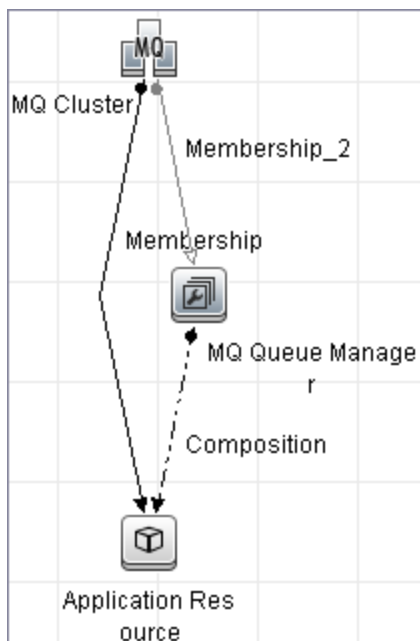 MQ
MQ Cluster
Membership_2
Membership
MQ Queue Manage
r
Composition
Application Res
ource